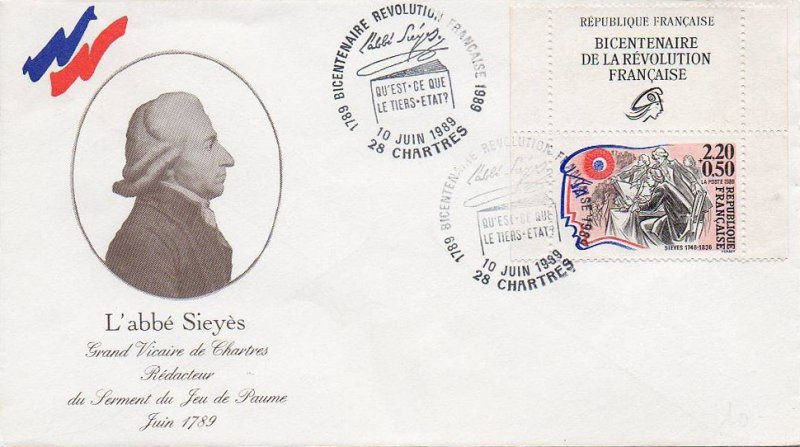 1789 BICENTENAIRE REVOLUTION FRANÇAISE 1989
l'abbé Sieyes
QU'EST-CE QUE
LE TIERS-ETAT?
10 JUIN 1989
28 CHARTRES
RÉPUBLIQUE FRANÇAISE
BICENTENAIRE
DE LA RÉVOLUTION
FRANÇAISE
2,20
+0,50
LA POSTE 1989
RÉPUBLIQUE
FRANÇAISE
SIEYES 1748-1836
1789 BICENTENAIRE REVOLUTION FRANÇAISE 1989
QU'EST-CE QUE
LE TIERS-ETAT?
10 JUIN 1989
28 CHARTRES
L'abbé Sieyès
Grand Vicaire de Chartres
Rédacteur
du Serment du Jeu de Paume
Juin 1789